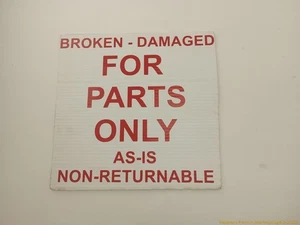 BROKEN - DAMAGED
FOR
PARTS
ONLY
AS-IS
NON-RETURNABLE